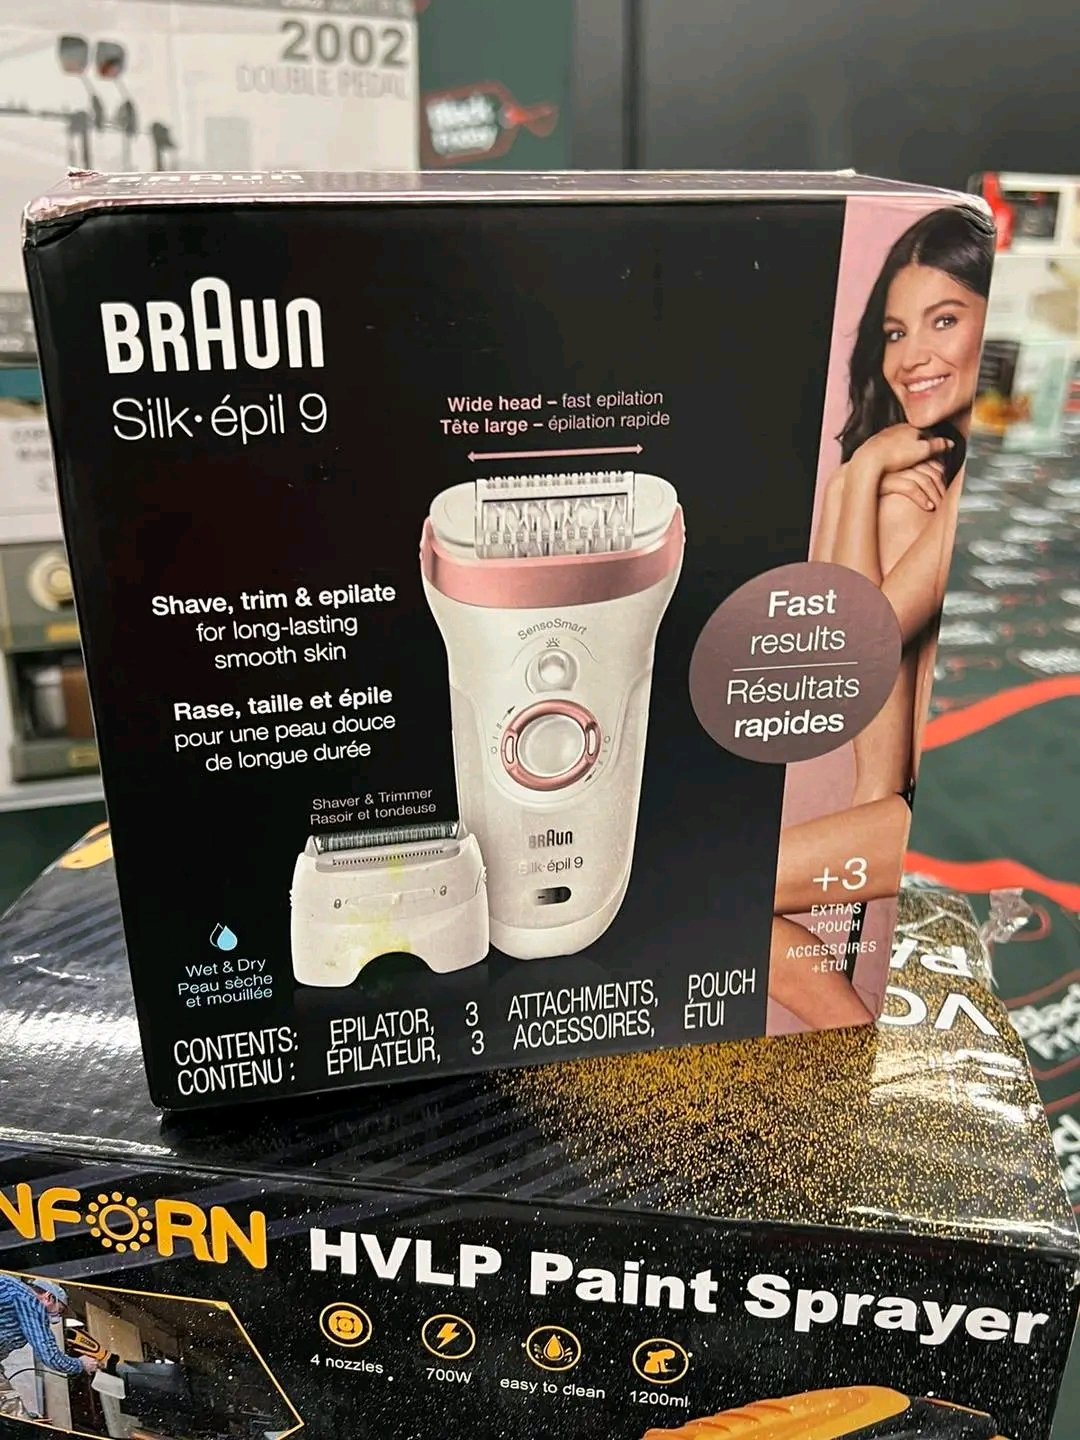 2002
DOUBLE PEDAL
Black
Friday
BRAUN
Silk·épil 9
Wide head – fast epilation
Tête large – épilation rapide
Shave, trim & epilate
for long-lasting
smooth skin
Rase, taille et épile
pour une peau douce
de longue durée
SensoSmart
Fast
results
Résultats
rapides
Shaver & Trimmer
Rasoir et tondeuse
BRAUN
Silk·épil 9
+3
EXTRAS
+POUCH
ACCESSOIRES
+ÉTUI
Wet & Dry
Peau sèche
et mouillée
CONTENTS: EPILATOR, 3 ATTACHMENTS, POUCH
CONTENU : ÉPILATEUR, 3 ACCESSOIRES, ÉTUI
NFORN
HVLP Paint Sprayer
4 nozzles
700W
easy to clean
1200ml